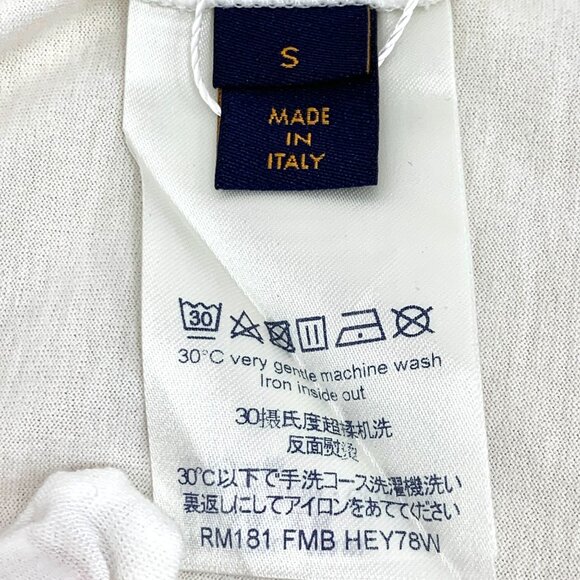 S
MADE
IN
ITALY
30
30°C very gentle machine wash
Iron inside out
30摄氏度超柔机洗
反面熨烫
30℃以下で手洗コース洗濯機洗い
裏返しにしてアイロンをあててください
RM181 FMB HEY78W